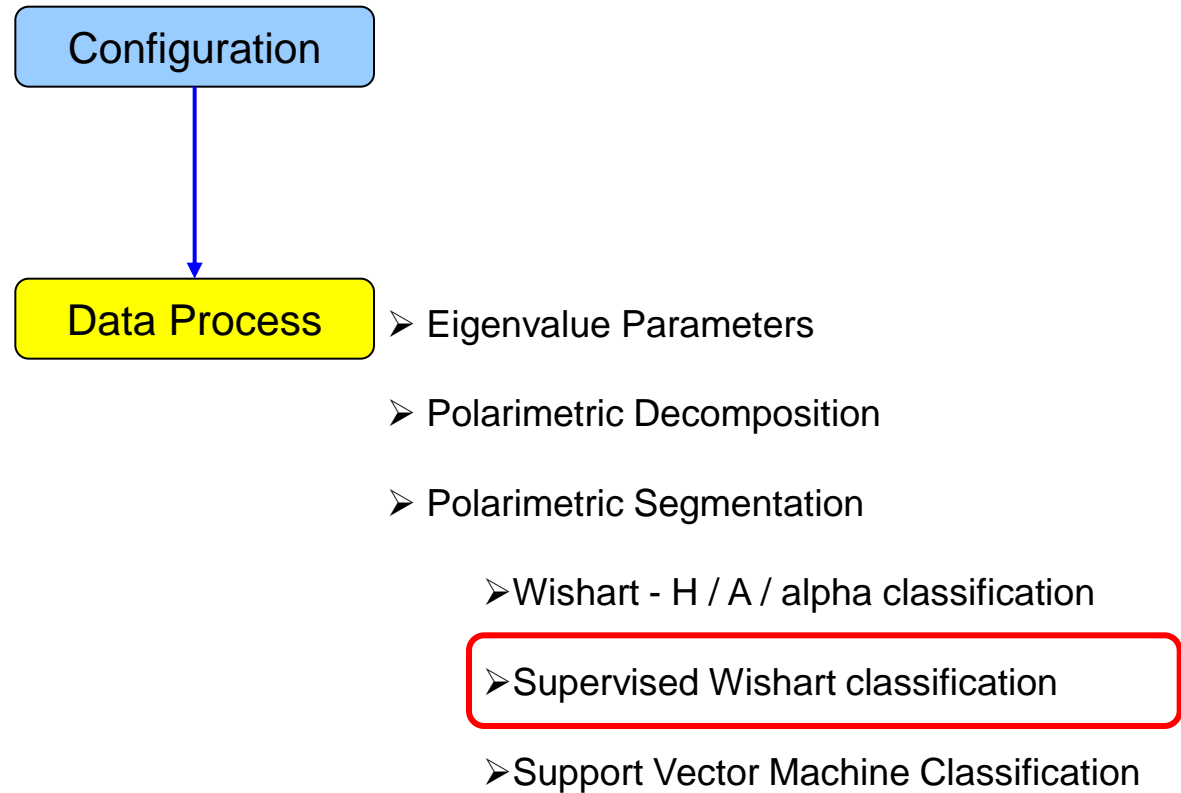 Configuration
Data Process
➢ Eigenvalue Parameters
➢ Polarimetric Decomposition
➢ Polarimetric Segmentation
➢Wishart - H / A / alpha classification
➢Supervised Wishart classification
➢Support Vector Machine Classification